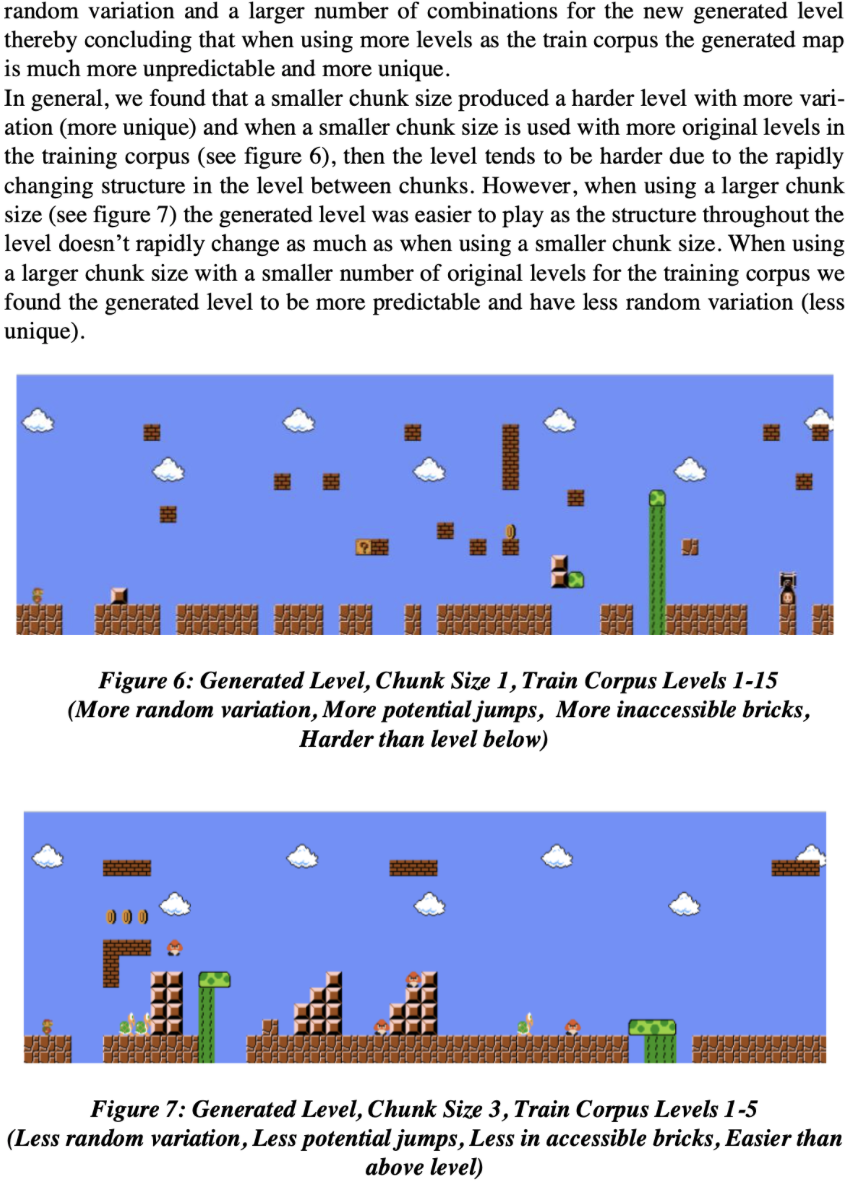 random variation and a larger number of combinations for the new generated level
thereby concluding that when using more levels as the train corpus the generated map
is much more unpredictable and more unique.
In general, we found that a smaller chunk size produced a harder level with more vari-
ation (more unique) and when a smaller chunk size is used with more original levels in
the training corpus (see figure 6), then the level tends to be harder due to the rapidly
changing structure in the level between chunks. However, when using a larger chunk
size (see figure 7) the generated level was easier to play as the structure throughout the
level doesn't rapidly change as much as when using a smaller chunk size. When using
a larger chunk size with a smaller number of original levels for the training corpus we
found the generated level to be more predictable and have less random variation (less
unique).
?
Figure 6: Generated Level, Chunk Size 1, Train Corpus Levels 1-15
(More random variation, More potential jumps, More inaccessible bricks,
Harder than level below)
Figure 7: Generated Level, Chunk Size 3, Train Corpus Levels 1-5
(Less random variation, Less potential jumps, Less in accessible bricks, Easier than
above level)